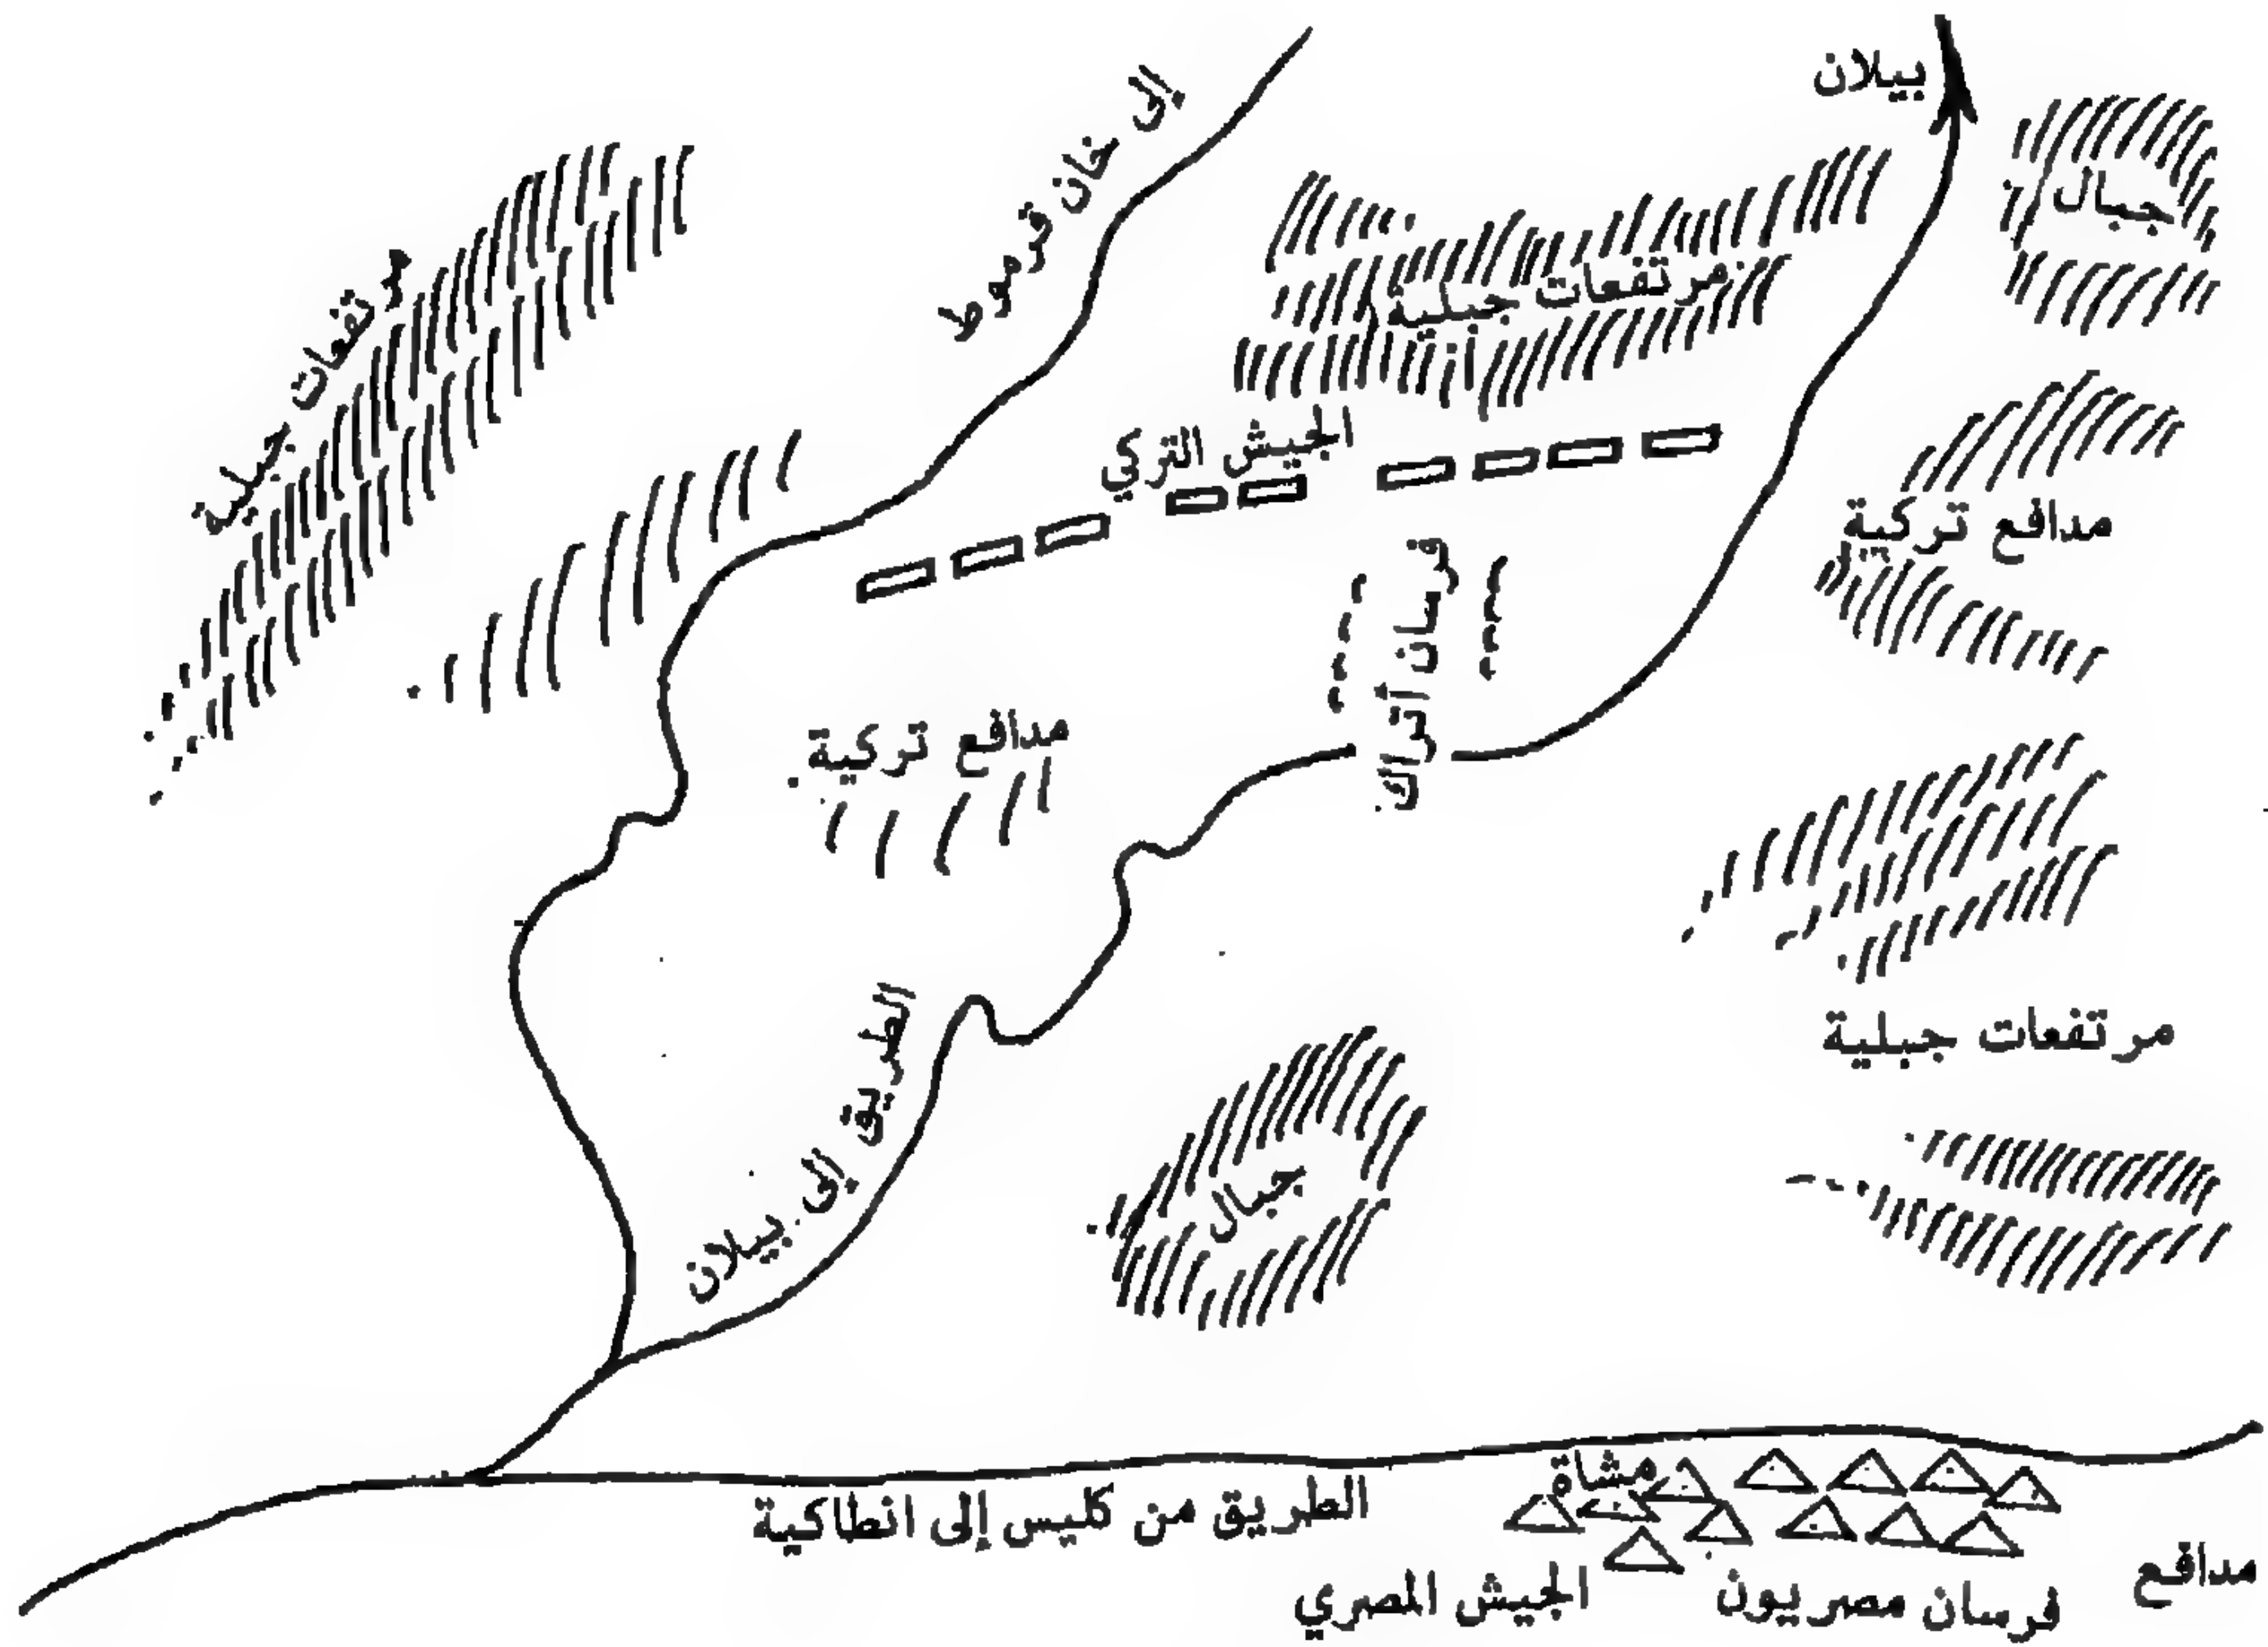 بيلان
جبال
إلى خان قرموط
مرتفعات جبلية
مرتفعات جبلية
الجيش التركي
مدافع تركية
فرسان أتراك
مدافع تركية
مرتفعات جبلية
الطريق إلى بيلان
جبال
مشاة
الطريق من كليس إلى انطاكية
مدافع
فرسان مصريون
الجيش المصري